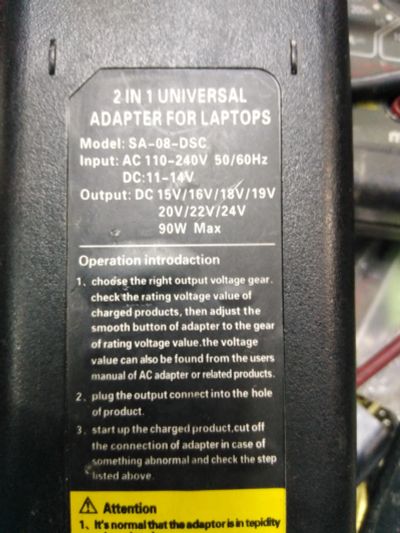 2 IN 1 UNIVERSAL
ADAPTER FOR LAPTOPS
Model: SA-08-DSC
Input: AC 110-240V 50/60Hz
DC:11-14V
Output: DC 15V/16V/18V/19V
20V/22V/24V
90W Max
Operation introdaction
1、choose the right output voltage gear.
check the rating voltage value of
charged products, then adjust the
smooth button of adapter to the gear
of rating voltage value.the voltage
value can also be found from the users
manual of AC adapter or related products.
2、plug the output connect into the hole
of product.
3、start up the charged product,cut off
the connection of adapter in case of
something abnormal and check the step
listed above.
Attention
1、It's normal that the adaptor is in tepidity